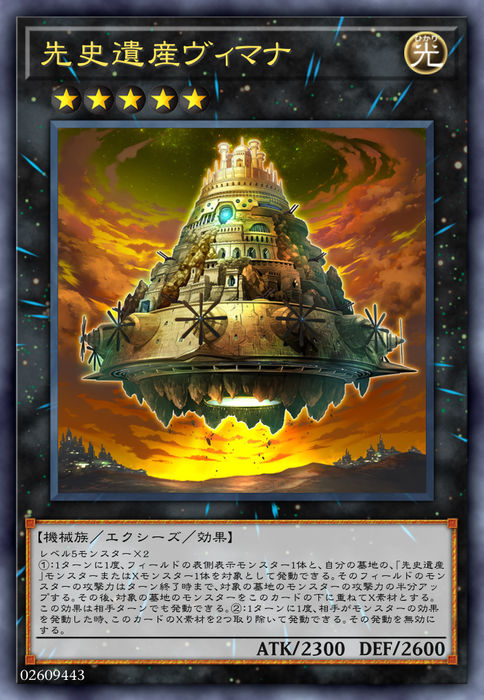 先史遺産ヴィマナ
ひかり
光
【機械族／エクシーズ／効果】
レベル5モンスター×2
①:1ターンに1度、フィールドの表側表示モンスター1体と、自分の墓地の、「先史遺産
」モンスターまたはXモンスター1体を対象として発動できる。そのフィールドのモン
スターの攻撃力はターン終了時まで、対象の墓地のモンスターの攻撃力の半分アッ
プする。その後、対象の墓地のモンスターをこのカードの下に重ねてX素材とする。
この効果は相手ターンでも発動できる。②:1ターンに1度、相手がモンスターの効果
を発動した時、このカードのX素材を2つ取り除いて発動できる。その発動を無効に
する。
ATK/2300 DEF/2600
02609443